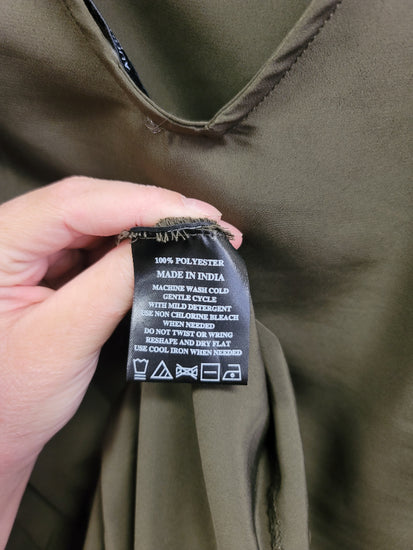 100% POLYESTER
MADE IN INDIA
MACHINE WASH COLD
GENTLE CYCLE
WITH MILD DETERGENT
USE NON CHLORINE BLEACH
WHEN NEEDED
DO NOT TWIST OR WRING
RESHAPE AND DRY FLAT
USE COOL IRON WHEN NEEDED